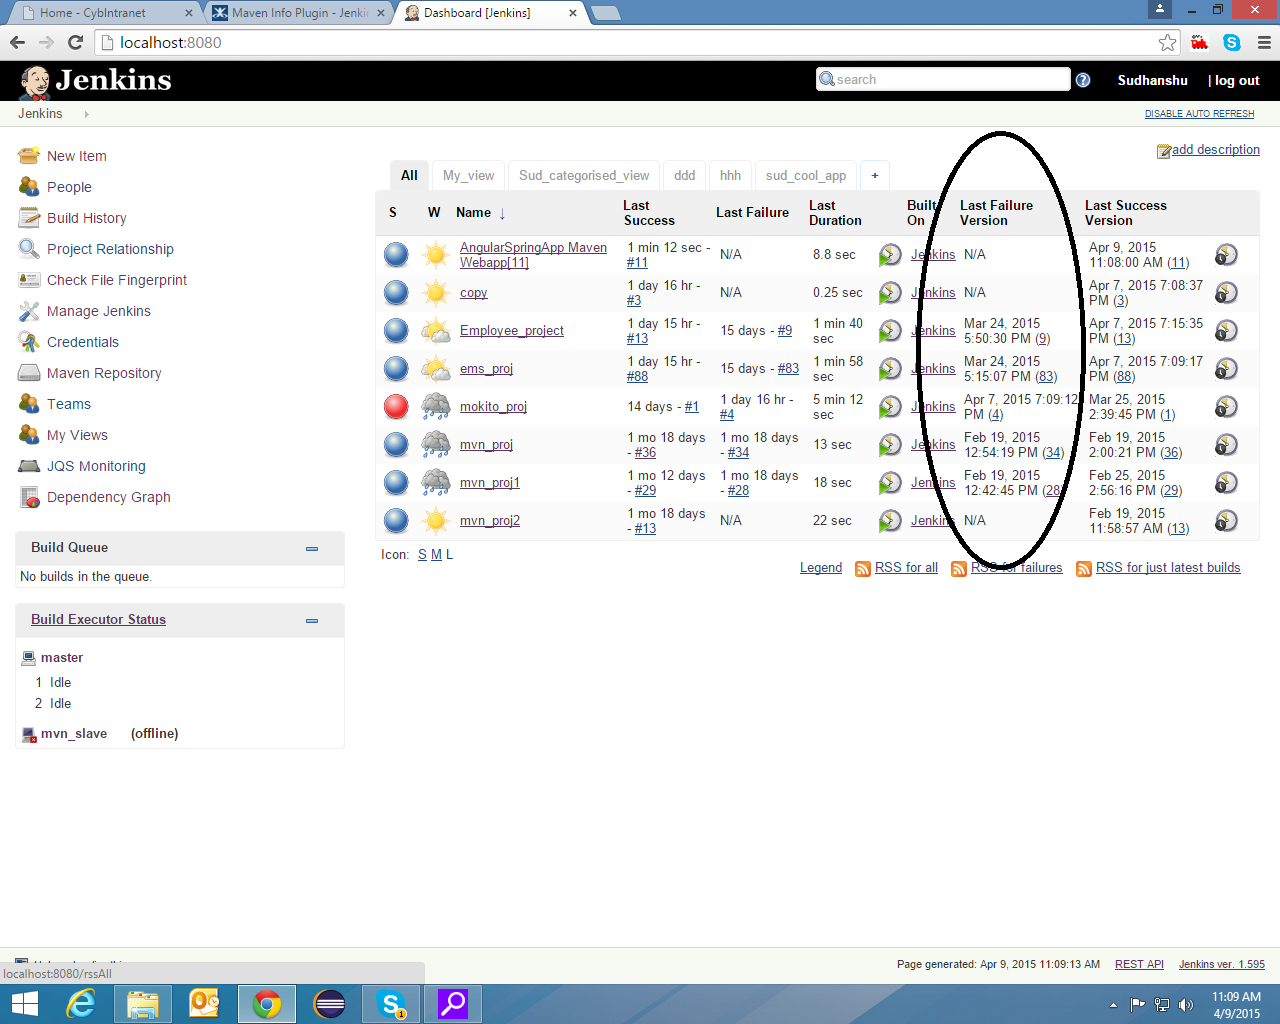 Home - CybIntranet
Maven Info Plugin - Jenki
Dashboard [Jenkins]
localhost:8080
Jenkins
search
Sudhanshu
| log out
Jenkins
DISABLE AUTO REFRESH
New Item
People
Build History
Project Relationship
Check File Fingerprint
Manage Jenkins
Credentials
Maven Repository
Teams
My Views
JQS Monitoring
Dependency Graph
Build Queue
No builds in the queue.
Build Executor Status
master
1 Idle
2 Idle
mvn_slave (offline)
add description
All My_view Sud_categorised_view ddd hhh sud_cool_app +
S W Name ↓ Last Success Last Failure Last Duration Built On Last Failure Version Last Success Version
AngularSpringApp Maven Webapp[11] 1 min 12 sec - #11 N/A 8.8 sec Jenkins N/A Apr 9, 2015 11:08:00 AM (11)
copy 1 day 16 hr - #3 N/A 0.25 sec Jenkins N/A Apr 7, 2015 7:08:37 PM (3)
Employee_project 1 day 15 hr - #13 15 days - #9 1 min 40 sec Jenkins Mar 24, 2015 5:50:30 PM (9) Apr 7, 2015 7:15:35 PM (13)
ems_proj 1 day 15 hr - #88 15 days - #83 1 min 58 sec Jenkins Mar 24, 2015 5:15:07 PM (83) Apr 7, 2015 7:09:17 PM (88)
mokito_proj 14 days - #1 1 day 16 hr - #4 5 min 12 sec Jenkins Apr 7, 2015 7:09:12 PM (4) Mar 25, 2015 2:39:45 PM (1)
mvn_proj 1 mo 18 days - #36 1 mo 18 days - #34 13 sec Jenkins Feb 19, 2015 12:54:19 PM (34) Feb 19, 2015 2:00:21 PM (36)
mvn_proj1 1 mo 12 days - #29 1 mo 18 days - #28 18 sec Jenkins Feb 19, 2015 12:42:45 PM (28) Feb 25, 2015 2:56:16 PM (29)
mvn_proj2 1 mo 18 days - #13 N/A 22 sec Jenkins N/A Feb 19, 2015 11:58:57 AM (13)
Icon: S M L
Legend RSS for all RSS for failures RSS for just latest builds
localhost:8080/rssAll
Page generated: Apr 9, 2015 11:09:13 AM REST API Jenkins ver. 1.595
1
11:09 AM
4/9/2015